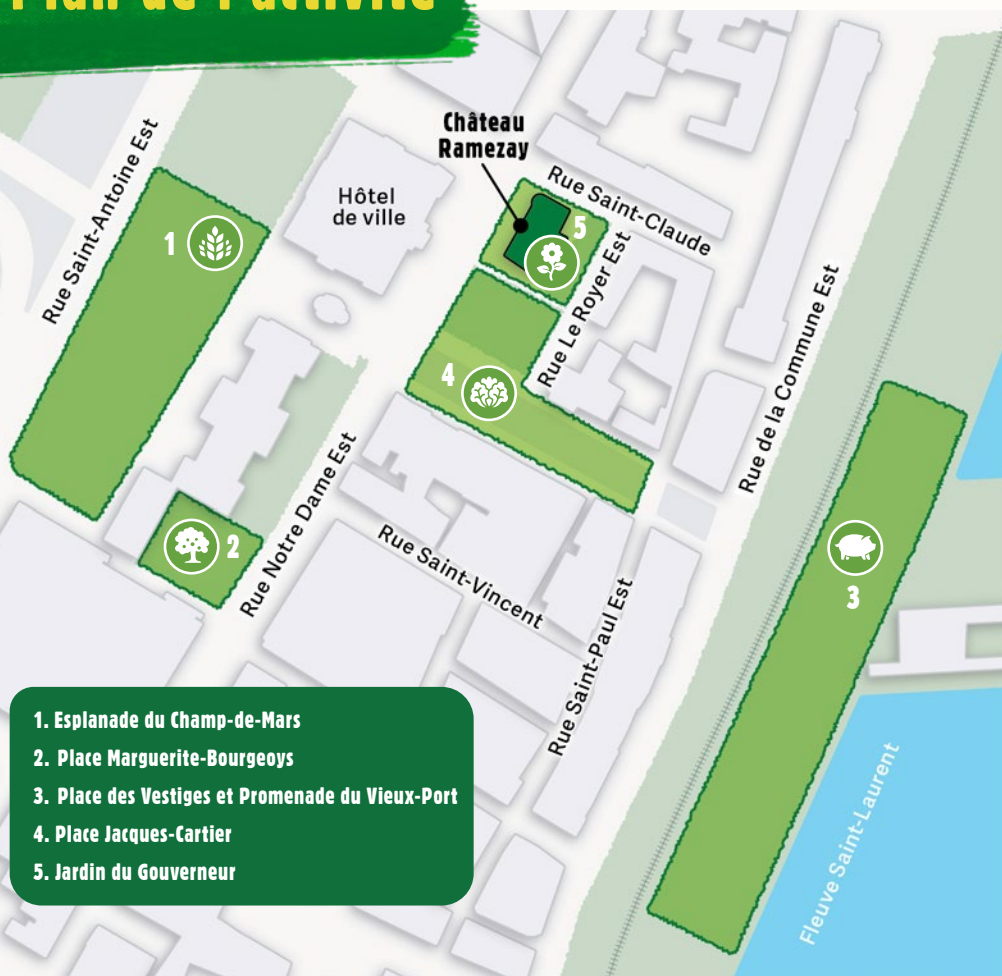 Plan de l'activité
Château
Ramezay
Rue Saint-Antoine Est
Hôtel
de ville
Rue Saint-Claude
1
5
Rue Le Royer Est
4
Rue de la Commune Est
Rue Notre Dame Est
2
Rue Saint-Vincent
3
Rue Saint-Paul Est
1. Esplanade du Champ-de-Mars
2. Place Marguerite-Bourgeoys
3. Place des Vestiges et Promenade du Vieux-Port
4. Place Jacques-Cartier
5. Jardin du Gouverneur
Fleuve Saint-Laurent